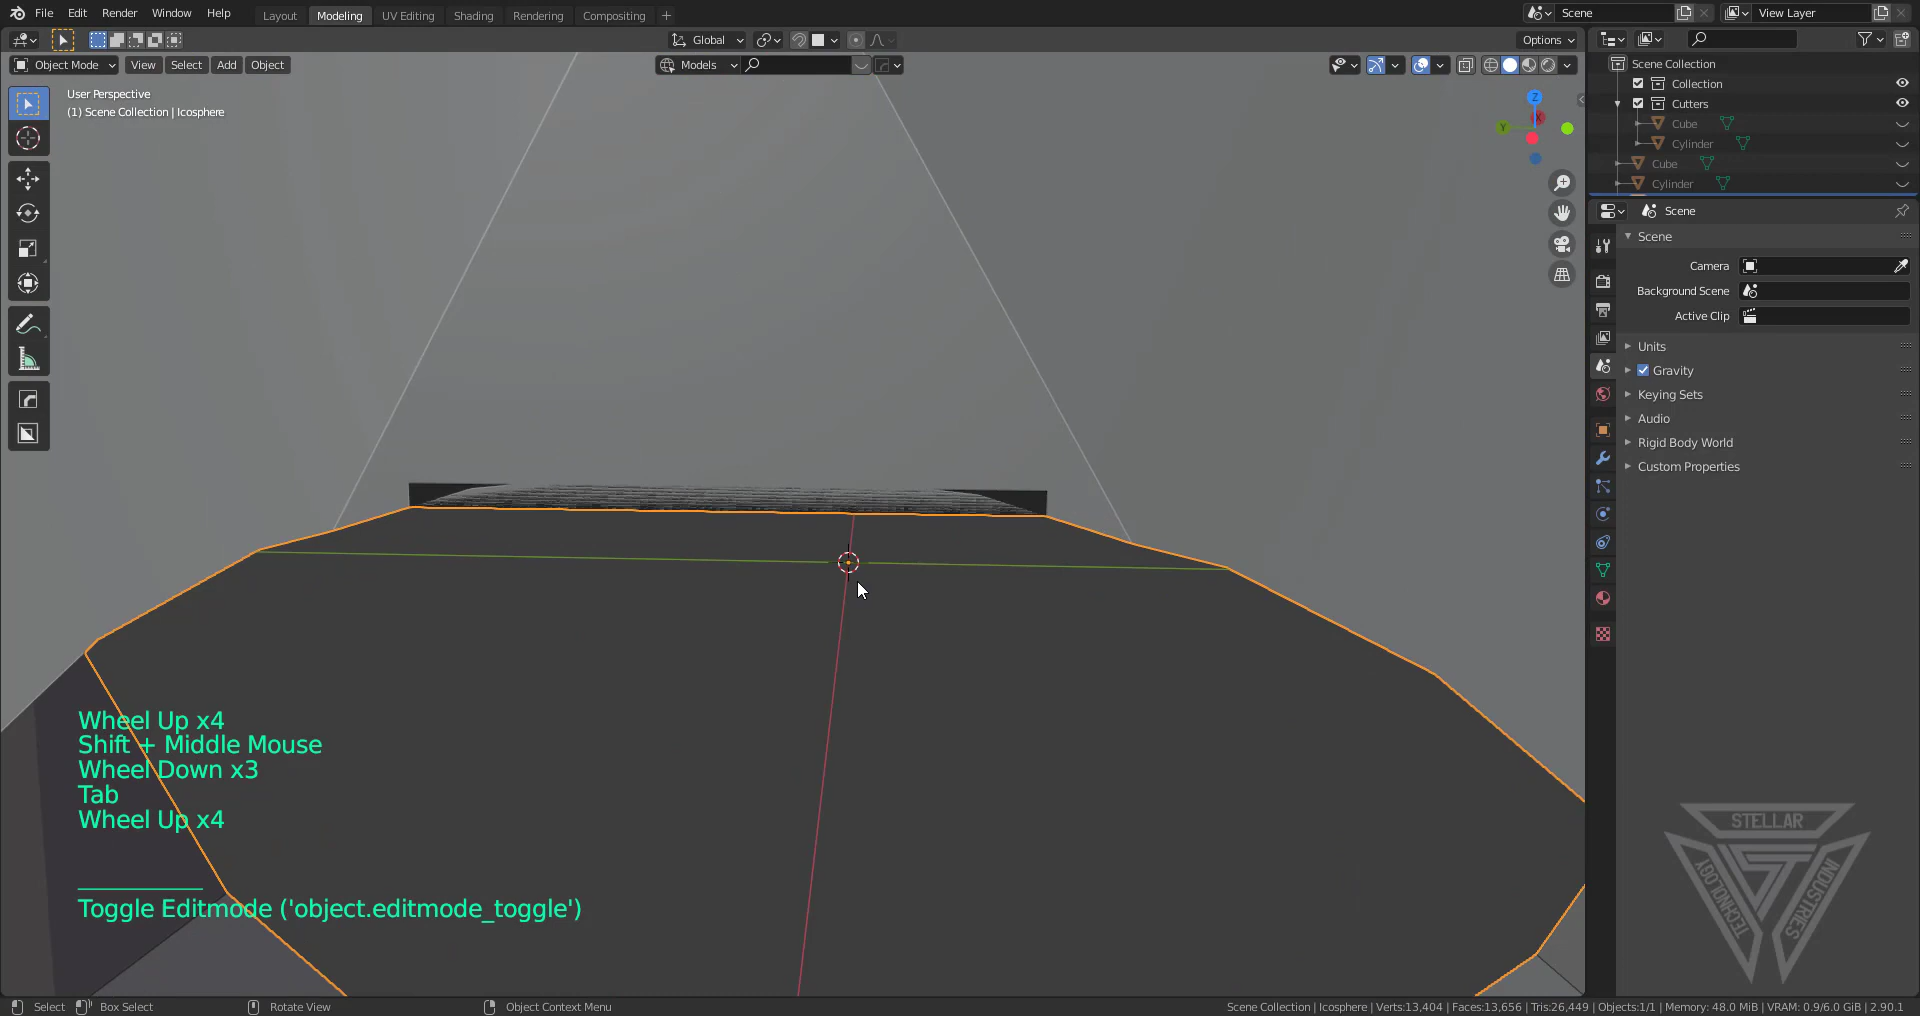 File Edit Render Window Help Layout Modeling UV Editing Shading Rendering Compositing + Scene View Layer
Global Options
Object Mode View Select Add Object Models
User Perspective
(1) Scene Collection | Icosphere
Z
Y
X
Wheel Up x4
Shift + Middle Mouse
Wheel Down x3
Tab
Wheel Up x4
Toggle Editmode ('object.editmode_toggle')
Scene Collection
Collection
Cutters
Cube
Cylinder
Cube
Cylinder
Scene
Scene
Camera
Background Scene
Active Clip
Units
Gravity
Keying Sets
Audio
Rigid Body World
Custom Properties
STELLAR
TECHNOLOGY
INDUSTRIES
Select Box Select Rotate View Object Context Menu Scene Collection | Icosphere | Verts:13,404 | Faces:13,656 | Tris:26,449 | Objects:1/1 | Memory: 48.0 MiB | VRAM: 0.9/6.0 GiB | 2.90.1